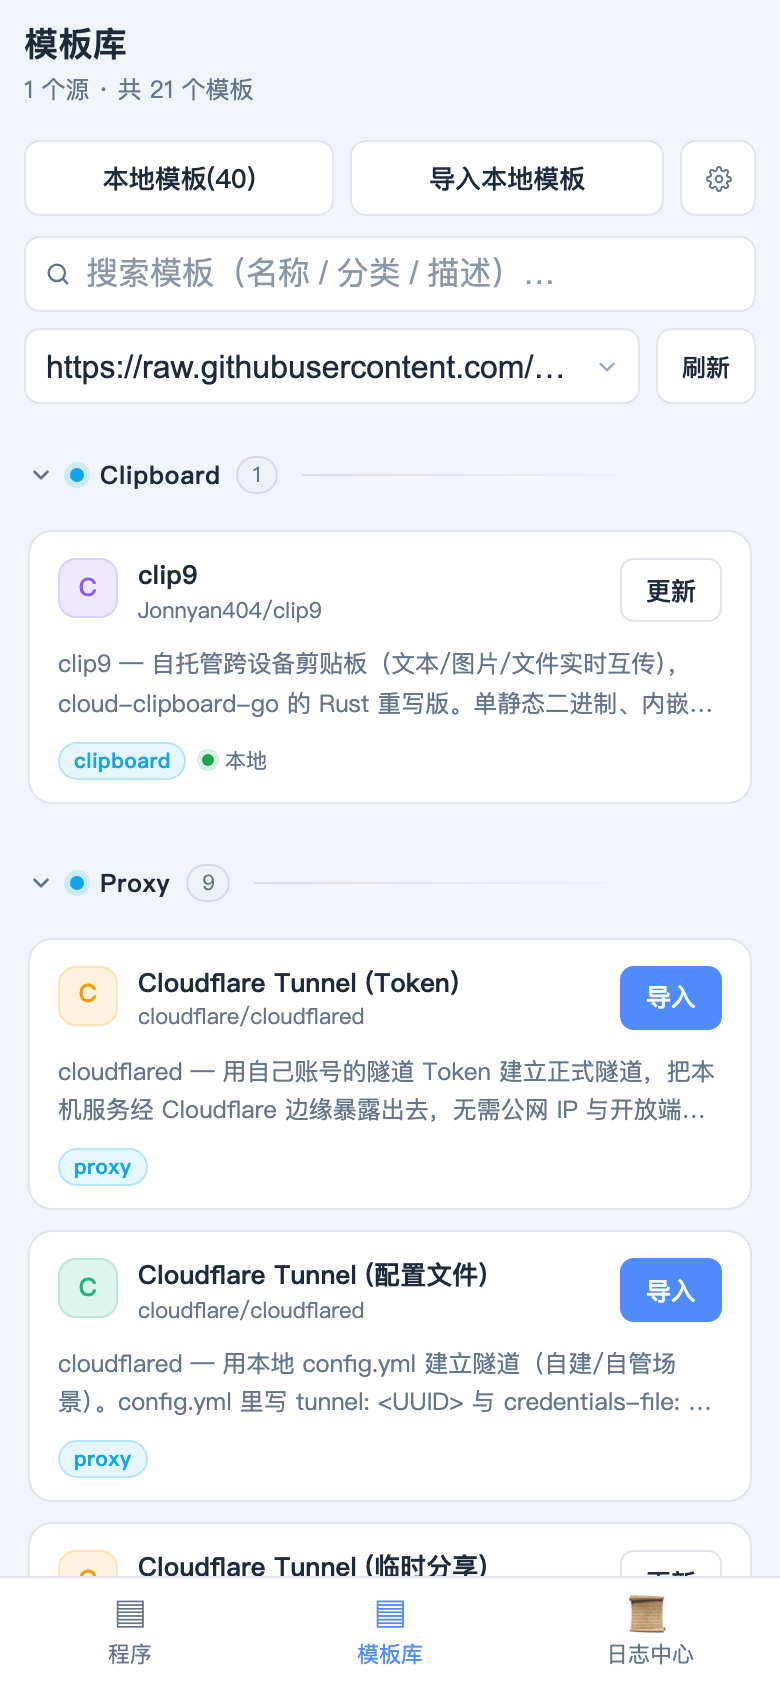 模板库
1 个源 · 共 21 个模板
本地模板(40)
导入本地模板
搜索模板（名称 / 分类 / 描述）...
https://raw.githubusercontent.com/...
刷新
Clipboard 1
C
clip9
Jonnyan404/clip9
更新
clip9 — 自托管跨设备剪贴板（文本/图片/文件实时互传），
cloud-clipboard-go 的 Rust 重写版。单静态二进制、内嵌...
clipboard
本地
Proxy 9
C
Cloudflare Tunnel (Token)
cloudflare/cloudflared
导入
cloudflared — 用自己账号的隧道 Token 建立正式隧道，把本
机服务经 Cloudflare 边缘暴露出去，无需公网 IP 与开放端...
proxy
C
Cloudflare Tunnel (配置文件)
cloudflare/cloudflared
导入
cloudflared — 用本地 config.yml 建立隧道（自建/自管场
景）。config.yml 里写 tunnel: <UUID> 与 credentials-file: ...
proxy
Cloudflare Tunnel (临时分享)
更新
程序
模板库
日志中心